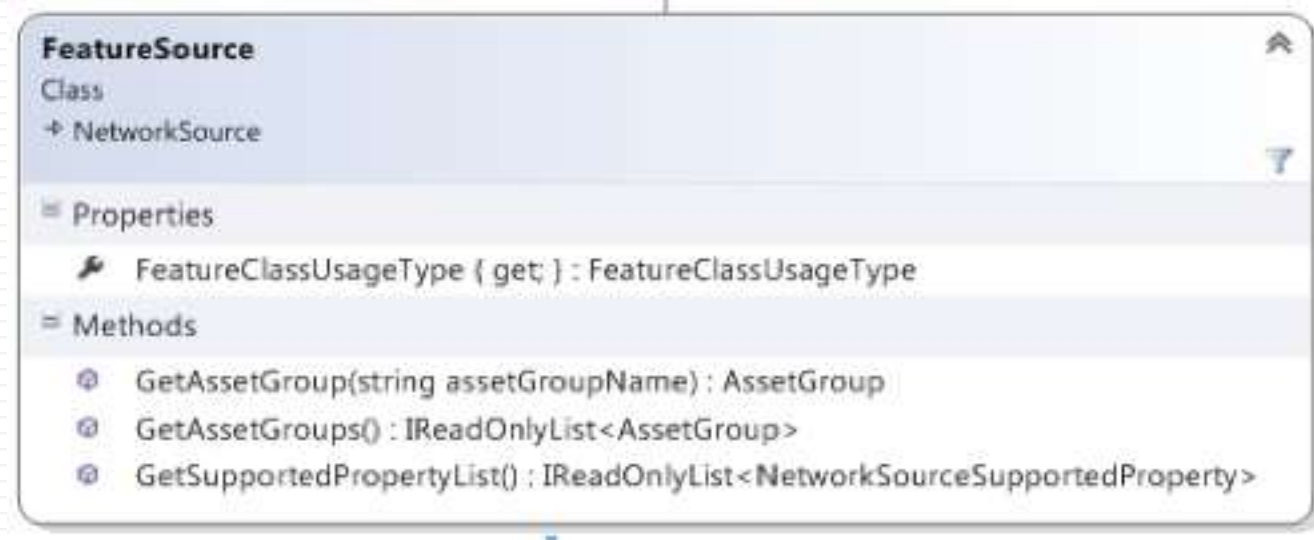 FeatureSource
Class
NetworkSource
Properties
FeatureClassUsageType { get; } : FeatureClassUsageType
Methods
GetAssetGroup(string assetGroupName) : AssetGroup
GetAssetGroups() : IReadOnlyList<AssetGroup>
GetSupportedPropertyList() : IReadOnlyList<NetworkSourceSupportedProperty>